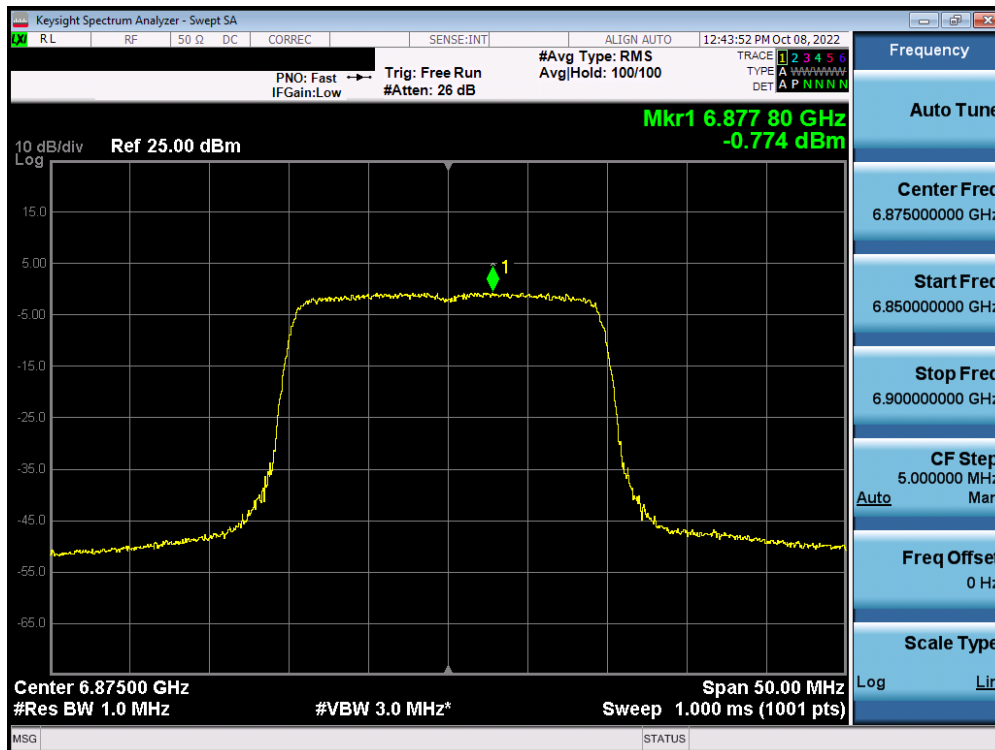 Keysight Spectrum Analyzer - Swept SA
LXI RL RF 50 Ω DC CORREC SENSE:INT ALIGN AUTO 12:43:52 PM Oct 08, 2022
Frequency
#Avg Type: RMS TRACE 1 2 3 4 5 6
PNO: Fast Trig: Free Run Avg|Hold: 100/100 TYPE A WWWWW
IFGain:Low #Atten: 26 dB DET A P N N N N
Auto Tune
Mkr1 6.877 80 GHz
-0.774 dBm
10 dB/div Ref 25.00 dBm
Log
15.0
5.00
-5.00
-15.0
-25.0
-35.0
-45.0
-55.0
-65.0
1
Center Freq
6.875000000 GHz
Start Freq
6.850000000 GHz
Stop Freq
6.900000000 GHz
CF Step
5.000000 MHz
Auto Man
Freq Offset
0 Hz
Scale Type
Log Lin
Center 6.87500 GHz Span 50.00 MHz
#Res BW 1.0 MHz #VBW 3.0 MHz* Sweep 1.000 ms (1001 pts)
MSG STATUS